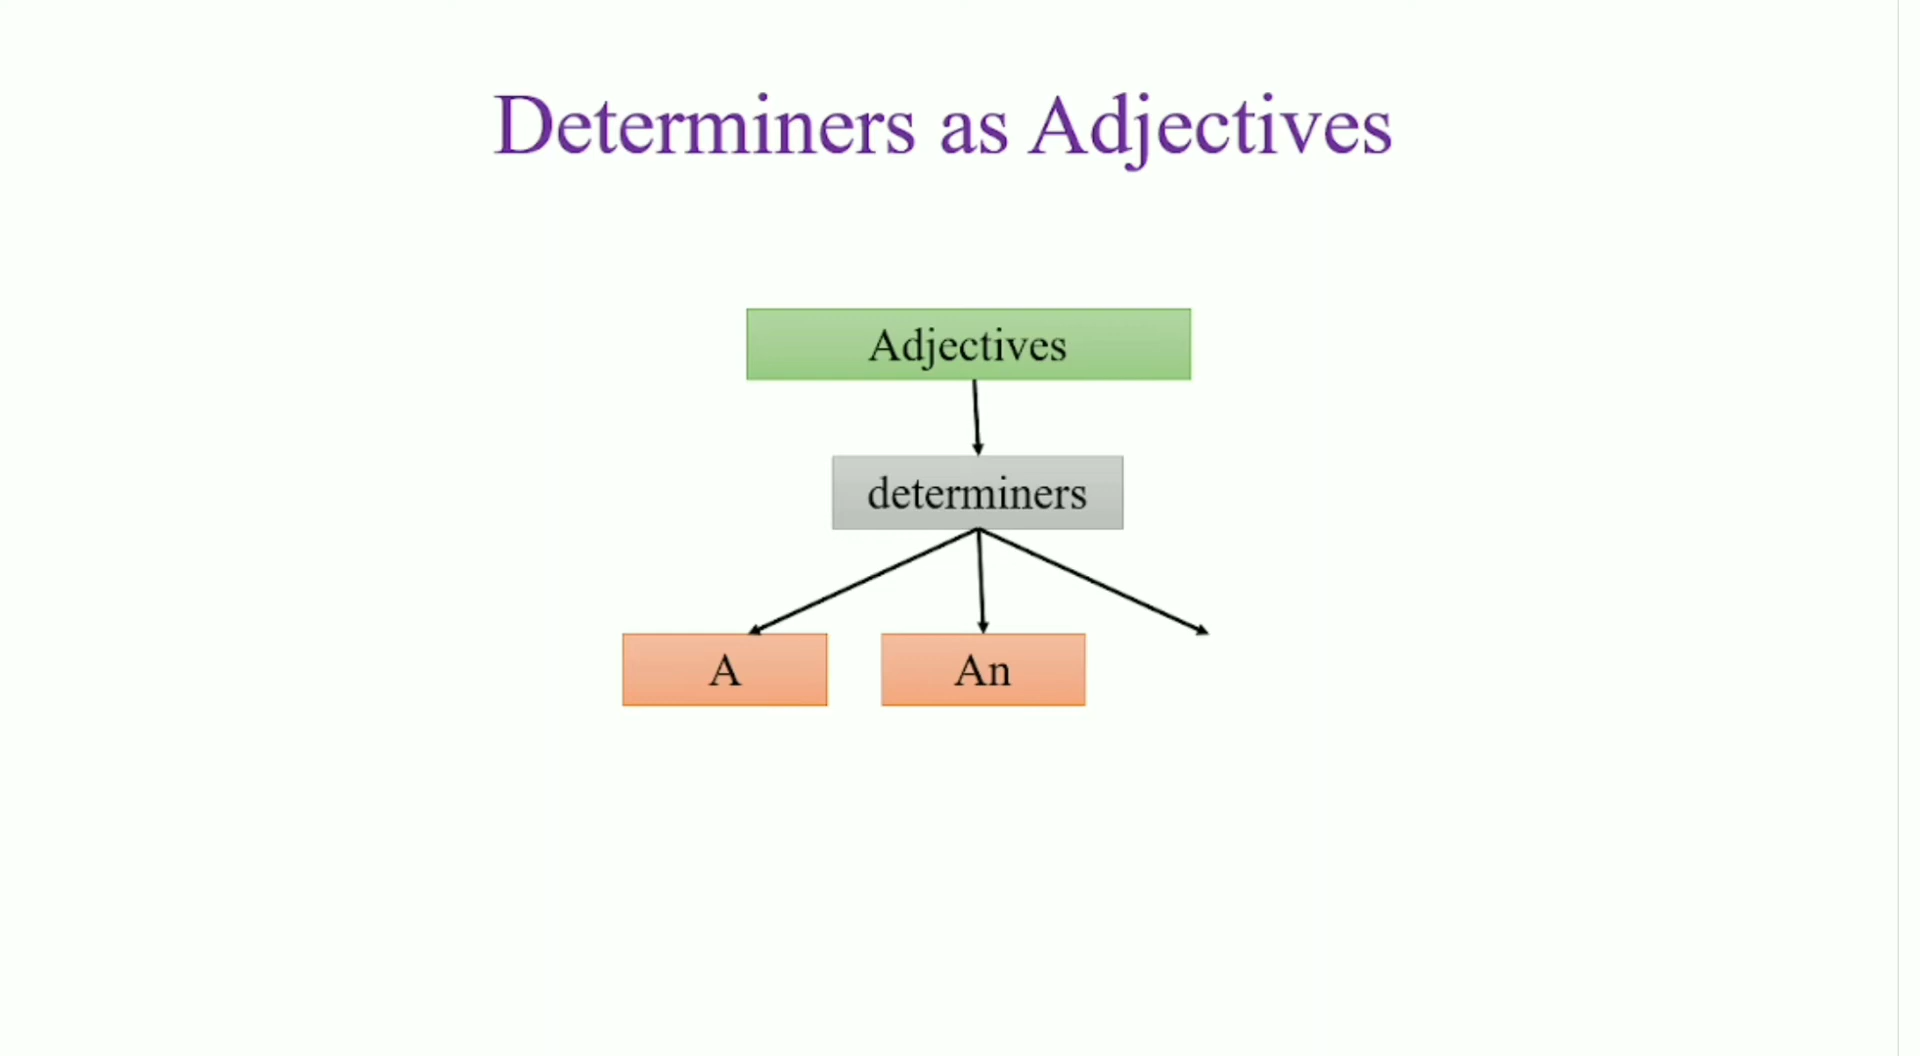 Determiners as Adjectives
Adjectives
determiners
A
An